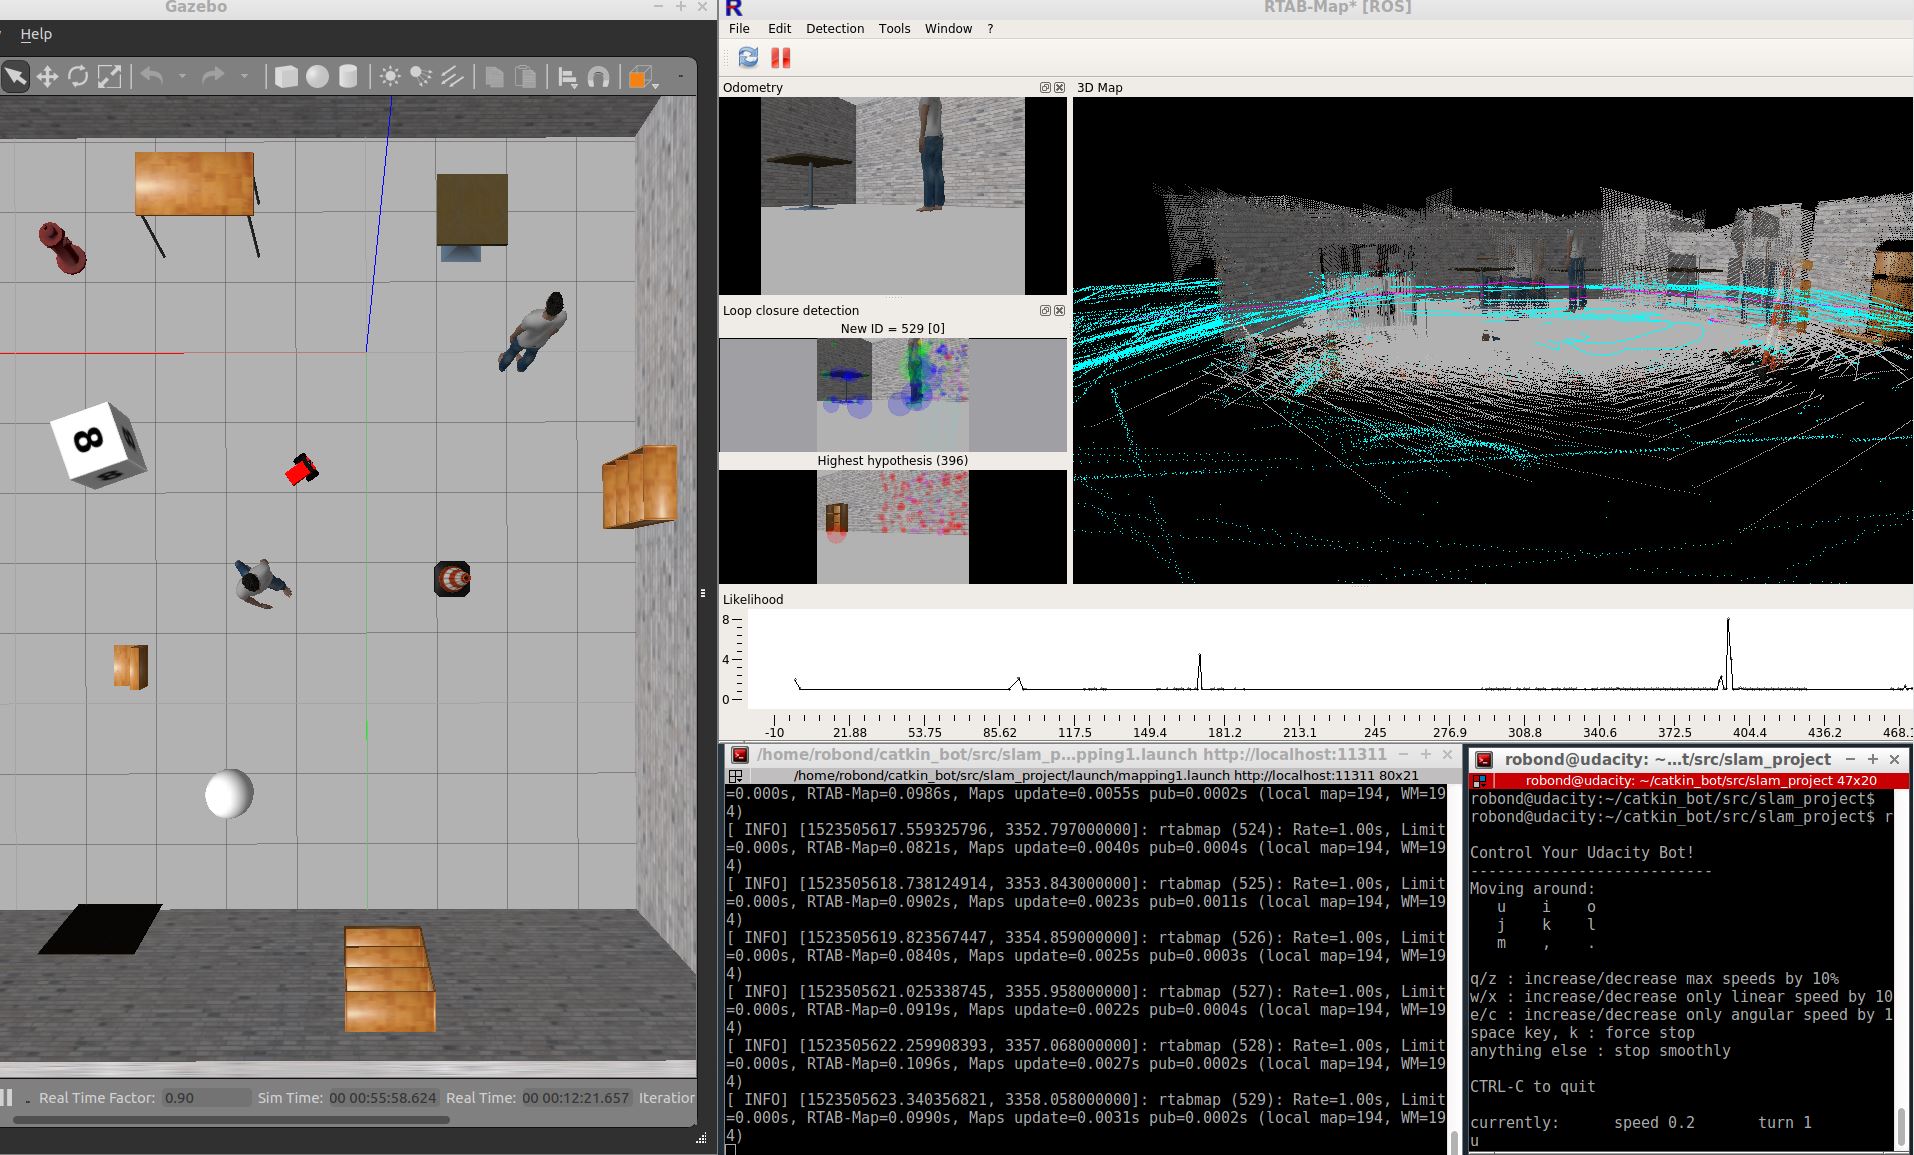 Gazebo
Help
8
Real Time Factor: 0.90 Sim Time: 00 00:55:58.624 Real Time: 00 00:12:21.657 Iteration
RTAB-Map* [ROS]
File Edit Detection Tools Window ?
Odometry
3D Map
Loop closure detection
New ID = 529 [0]
Highest hypothesis (396)
Likelihood
8
4
0
-10 21.88 53.75 85.62 117.5 149.4 181.2 213.1 245 276.9 308.8 340.6 372.5 404.4 436.2 468.1
/home/robond/catkin_bot/src/slam_p...pping1.launch http://localhost:11311
/home/robond/catkin_bot/src/slam_project/launch/mapping1.launch http://localhost:11311 80x21
=0.000s, RTAB-Map=0.0986s, Maps update=0.0055s pub=0.0002s (local map=194, WM=19
4)
[ INFO] [1523505617.559325796, 3352.797000000]: rtabmap (524): Rate=1.00s, Limit
=0.000s, RTAB-Map=0.0821s, Maps update=0.0040s pub=0.0004s (local map=194, WM=19
4)
[ INFO] [1523505618.738124914, 3353.843000000]: rtabmap (525): Rate=1.00s, Limit
=0.000s, RTAB-Map=0.0902s, Maps update=0.0023s pub=0.0011s (local map=194, WM=19
4)
[ INFO] [1523505619.823567447, 3354.859000000]: rtabmap (526): Rate=1.00s, Limit
=0.000s, RTAB-Map=0.0840s, Maps update=0.0025s pub=0.0003s (local map=194, WM=19
4)
[ INFO] [1523505621.025338745, 3355.958000000]: rtabmap (527): Rate=1.00s, Limit
=0.000s, RTAB-Map=0.0919s, Maps update=0.0022s pub=0.0004s (local map=194, WM=19
4)
[ INFO] [1523505622.259908393, 3357.068000000]: rtabmap (528): Rate=1.00s, Limit
=0.000s, RTAB-Map=0.1096s, Maps update=0.0027s pub=0.0002s (local map=194, WM=19
4)
[ INFO] [1523505623.340356821, 3358.058000000]: rtabmap (529): Rate=1.00s, Limit
=0.000s, RTAB-Map=0.0990s, Maps update=0.0031s pub=0.0002s (local map=194, WM=19
4)
robond@udacity: ~...t/src/slam_project
robond@udacity: ~/catkin_bot/src/slam_project 47x20
robond@udacity:~/catkin_bot/src/slam_project$
robond@udacity:~/catkin_bot/src/slam_project$ r
Control Your Udacity Bot!
---------------------------
Moving around:
u i o
j k l
m , .
q/z : increase/decrease max speeds by 10%
w/x : increase/decrease only linear speed by 10
e/c : increase/decrease only angular speed by 1
space key, k : force stop
anything else : stop smoothly
CTRL-C to quit
currently: speed 0.2 turn 1
u